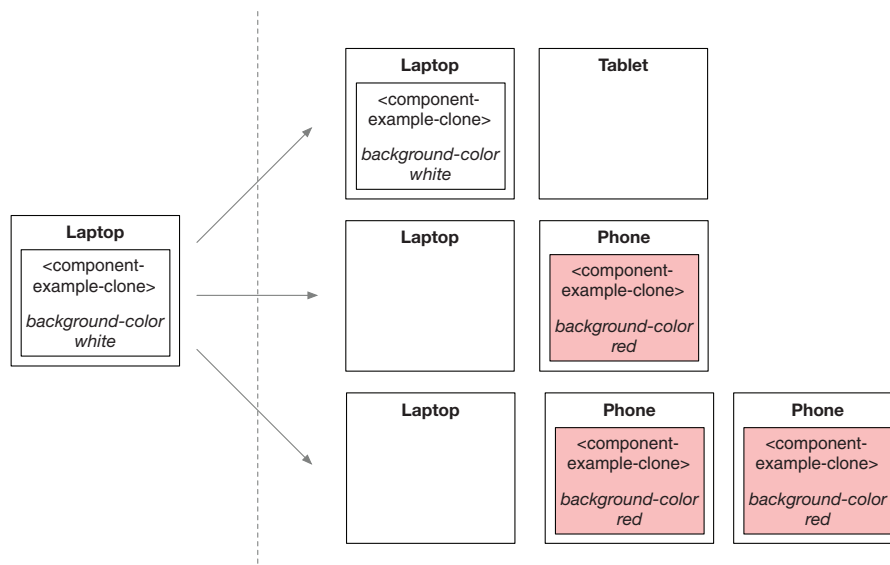 Laptop
<component-
example-clone>
background-color
white
Laptop
<component-
example-clone>
background-color
white
Tablet
Laptop
Phone
<component-
example-clone>
background-color
red
Laptop
Phone
<component-
example-clone>
background-color
red
Phone
<component-
example-clone>
background-color
red